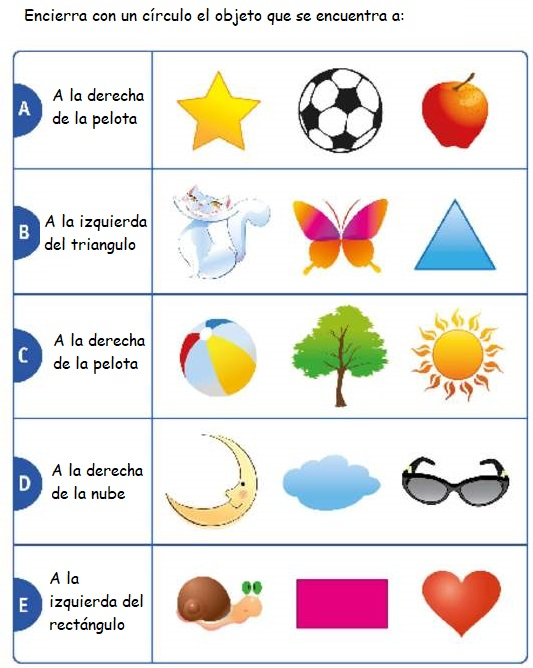 Encierra con un círculo el objeto que se encuentra a:
A
A la derecha
de la pelota
B
A la izquierda
del triangulo
C
A la derecha
de la pelota
D
A la derecha
de la nube
E
A la
izquierda del
rectángulo